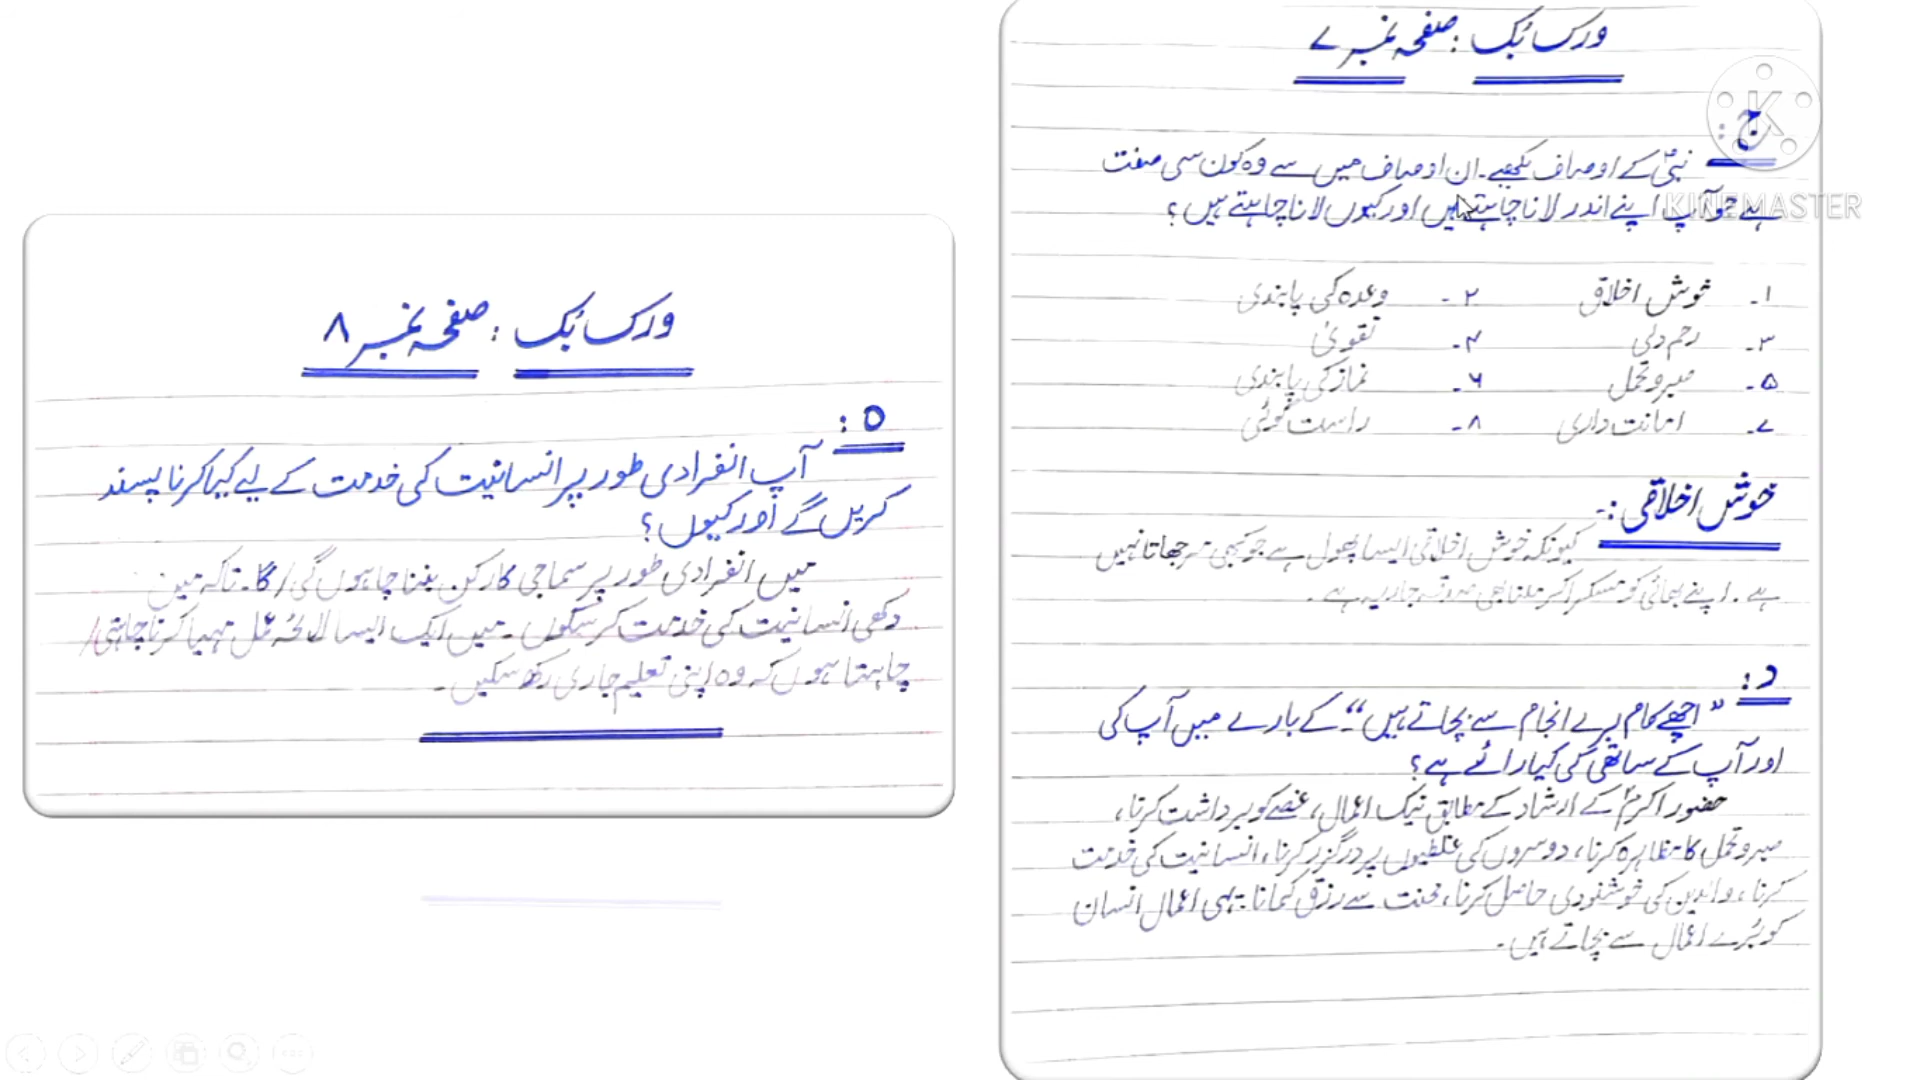 ورک بک : صفحہ نمبر ۷
ج :
نبیؐ کے اوصاف لکھیے۔ ان اوصاف میں سے وہ کون سی صفت
ہے جو آپ اپنے اندر لانا چاہتے ہیں اور کیوں لانا چاہتے ہیں؟
۱۔ خوش اخلاق ۲۔ وعدہ کی پابندی
۳۔ رحم دلی ۴۔ تقویٰ
۵۔ صبر و تحمل ۶۔ نماز کی پابندی
۷۔ امانت داری ۸۔ راست گوئی
خوش اخلاقی :۔
کیونکہ خوش اخلاقی ایسا پھول ہے جو کبھی مرجھاتا نہیں
ہے۔ اپنے بھائی کو مسکرا کر ملنا بھی صدقہ جاریہ ہے۔
د :
"اچھے کام برے انجام سے بچاتے ہیں"۔ کے بارے میں آپ کی
اور آپ کے ساتھی کی کیا رائے ہے؟
حضور اکرمؐ کے ارشاد کے مطابق نیک اعمال، غصے کو برداشت کرنا،
صبر و تحمل کا مظاہرہ کرنا، دوسروں کی غلطیوں پر درگزر کرنا، انسانیت کی خدمت
کرنا، والدین کی خوشنودی حاصل کرنا، محنت سے رزق کمانا۔ یہی اعمال انسان
کو بُرے اعمال سے بچاتے ہیں۔
ورک بک : صفحہ نمبر ۸
ہ :
آپ انفرادی طور پر انسانیت کی خدمت کے لیے کیا کرنا پسند
کریں گے اور کیوں؟
میں انفرادی طور پر سماجی کارکن بننا چاہوں گی/گا۔ تاکہ میں
دکھی انسانیت کی خدمت کر سکوں۔ میں ایک ایسا لائحہ عمل مہیا کرنا چاہتی/
چاہتا ہوں کہ وہ اپنی تعلیم جاری رکھ سکیں۔
K
KINEMASTER